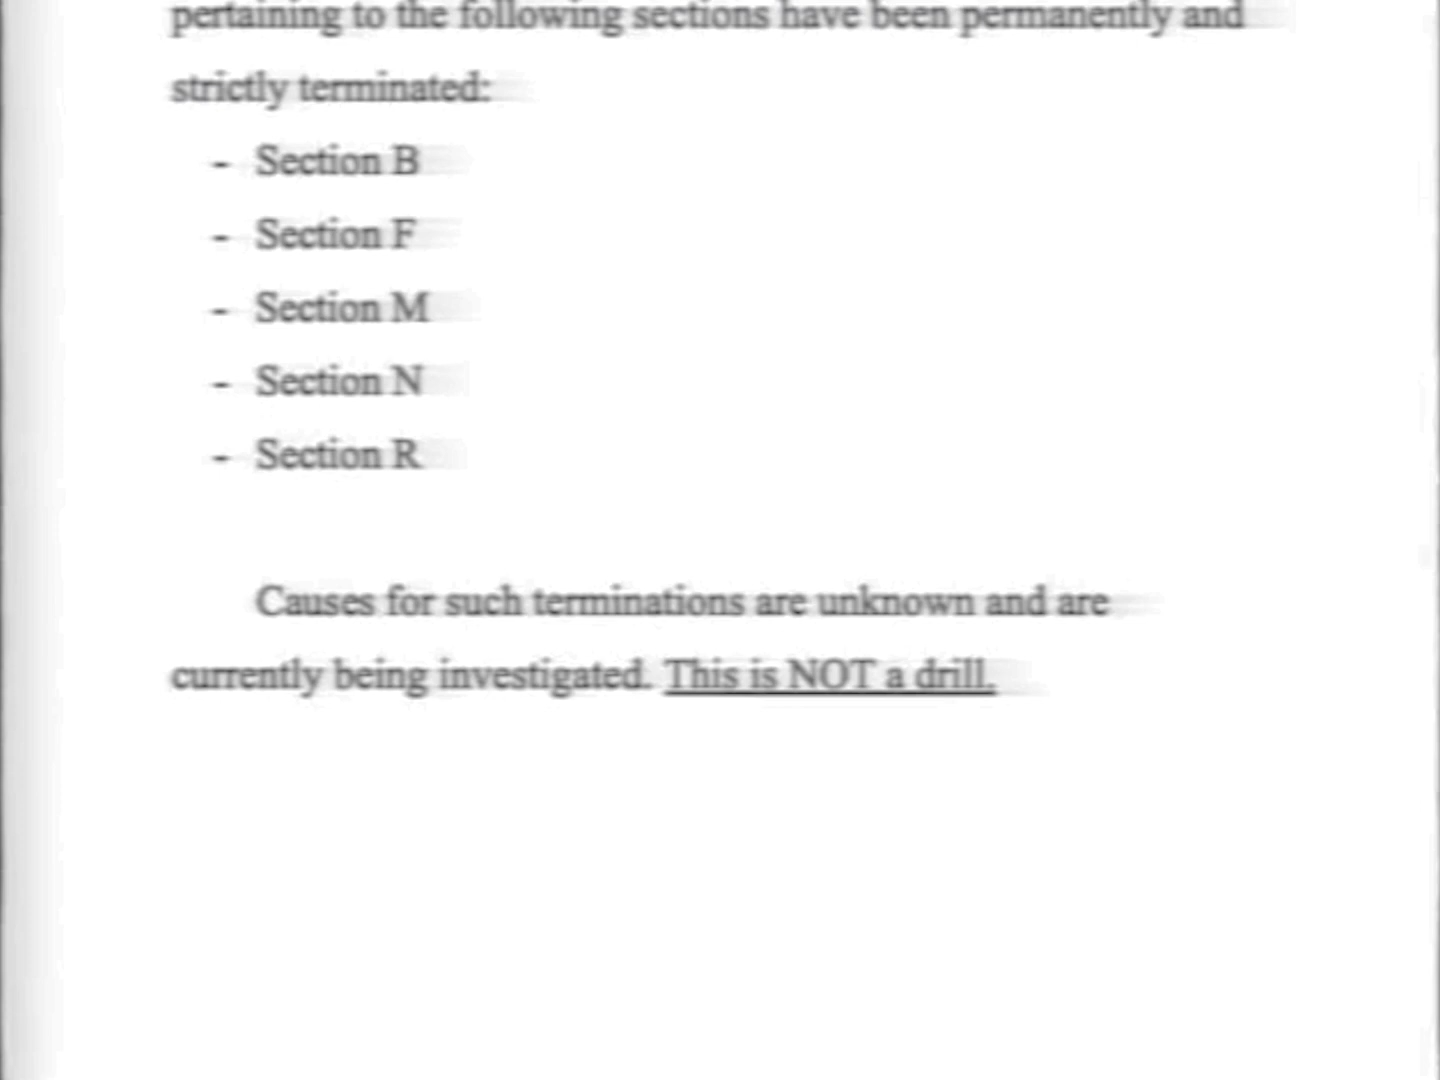 pertaining to the following sections have been permanently and
strictly terminated:
- Section B
- Section F
- Section M
- Section N
- Section R
Causes for such terminations are unknown and are
currently being investigated. This is NOT a drill.